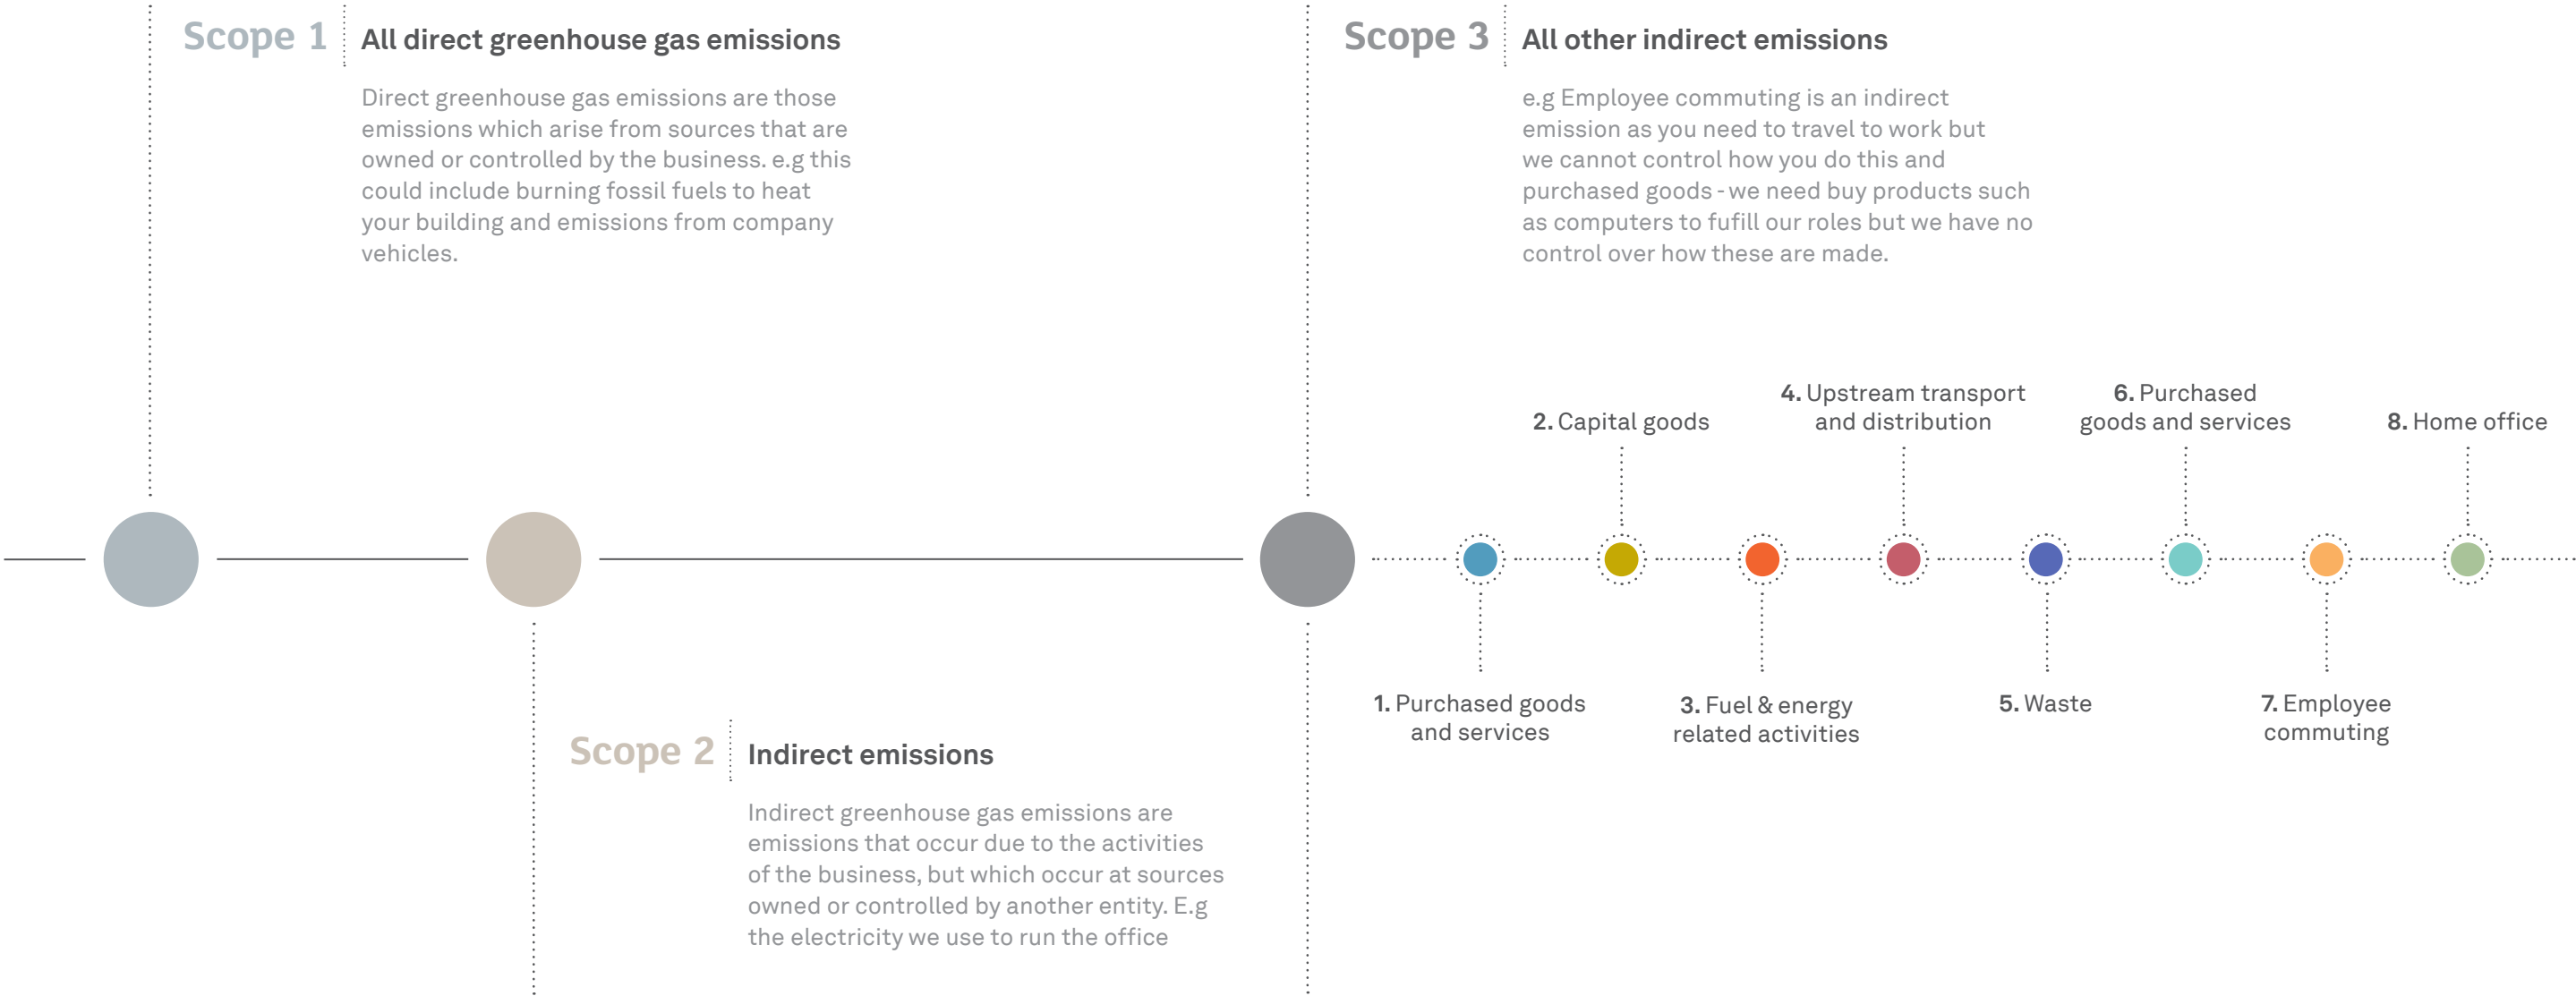 Scope 1
All direct greenhouse gas emissions
Direct greenhouse gas emissions are those
emissions which arise from sources that are
owned or controlled by the business. e.g this
could include burning fossil fuels to heat
your building and emissions from company
vehicles.
Scope 2
Indirect emissions
Indirect greenhouse gas emissions are
emissions that occur due to the activities
of the business, but which occur at sources
owned or controlled by another entity. E.g
the electricity we use to run the office
Scope 3
All other indirect emissions
e.g Employee commuting is an indirect
emission as you need to travel to work but
we cannot control how you do this and
purchased goods - we need buy products such
as computers to fufill our roles but we have no
control over how these are made.
1. Purchased goods
and services
2. Capital goods
3. Fuel & energy
related activities
4. Upstream transport
and distribution
5. Waste
6. Purchased
goods and services
7. Employee
commuting
8. Home office